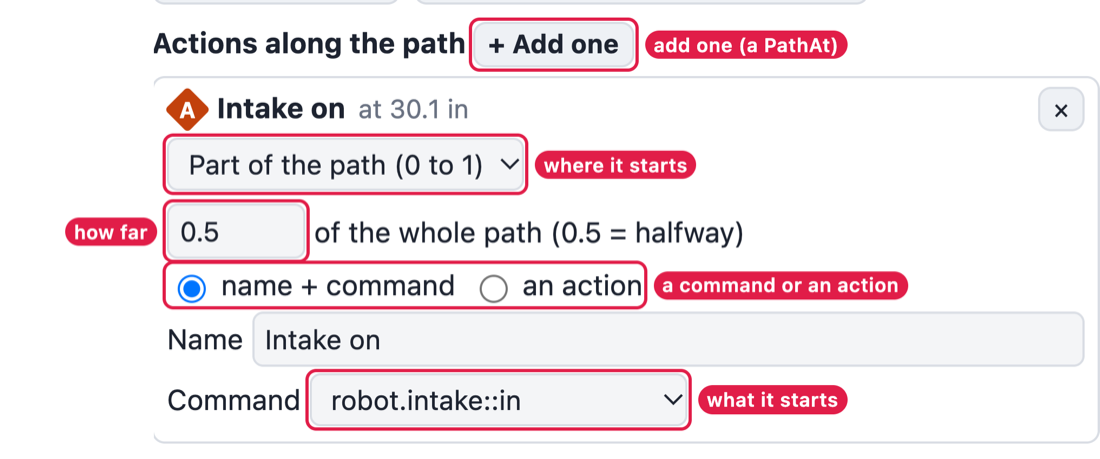 Actions along the path + Add one add one (a PathAt)
A Intake on at 30.1 in ×
Part of the path (0 to 1) where it starts
how far 0.5 of the whole path (0.5 = halfway)
name + command an action a command or an action
Name Intake on
Command robot.intake::in what it starts